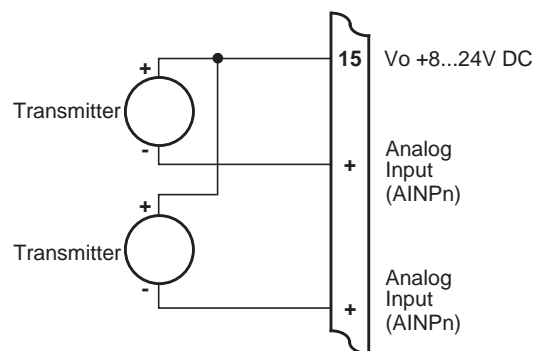 +
15 Vo +8...24V DC
Transmitter
-
+
Analog
Input
(AINPn)
+
Transmitter
-
+
Analog
Input
(AINPn)